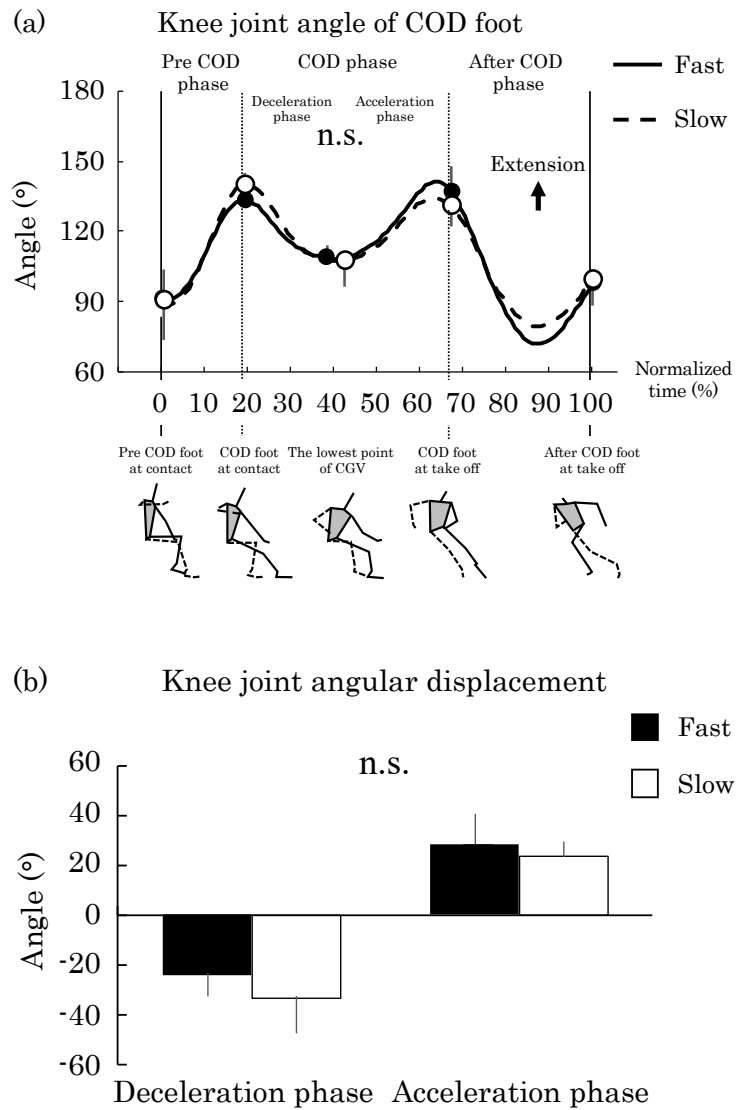 (a) Knee joint angle of COD foot
Pre COD
phase
COD phase
After COD
phase
Fast
Slow
Deceleration
phase
Acceleration
phase
n.s.
Extension
Angle (°)
180
150
120
90
60
0 10 20 30 40 50 60 70 80 90 100
Normalized
time (%)
Pre COD foot
at contact
COD foot
at contact
The lowest point
of CGV
COD foot
at take off
After COD foot
at take off
(b) Knee joint angular displacement
Fast
Slow
n.s.
Angle (°)
60
40
20
0
-20
-40
-60
Deceleration phase Acceleration phase